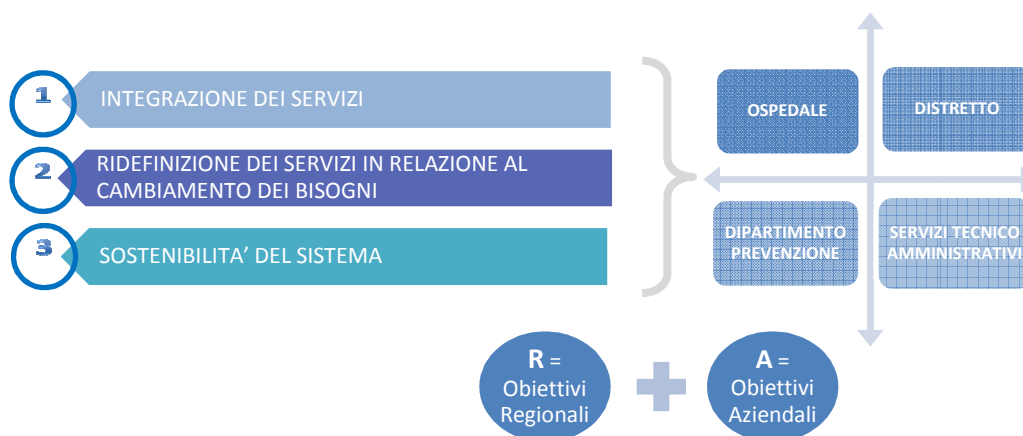 1
INTEGRAZIONE DEI SERVIZI
2
RIDEFINIZIONE DEI SERVIZI IN RELAZIONE AL
CAMBIAMENTO DEI BISOGNI
3
SOSTENIBILITA’ DEL SISTEMA
OSPEDALE
DISTRETTO
DIPARTIMENTO
PREVENZIONE
SERVIZI TECNICO
AMMINISTRATIVI
R =
Obiettivi
Regionali
A =
Obiettivi
Aziendali